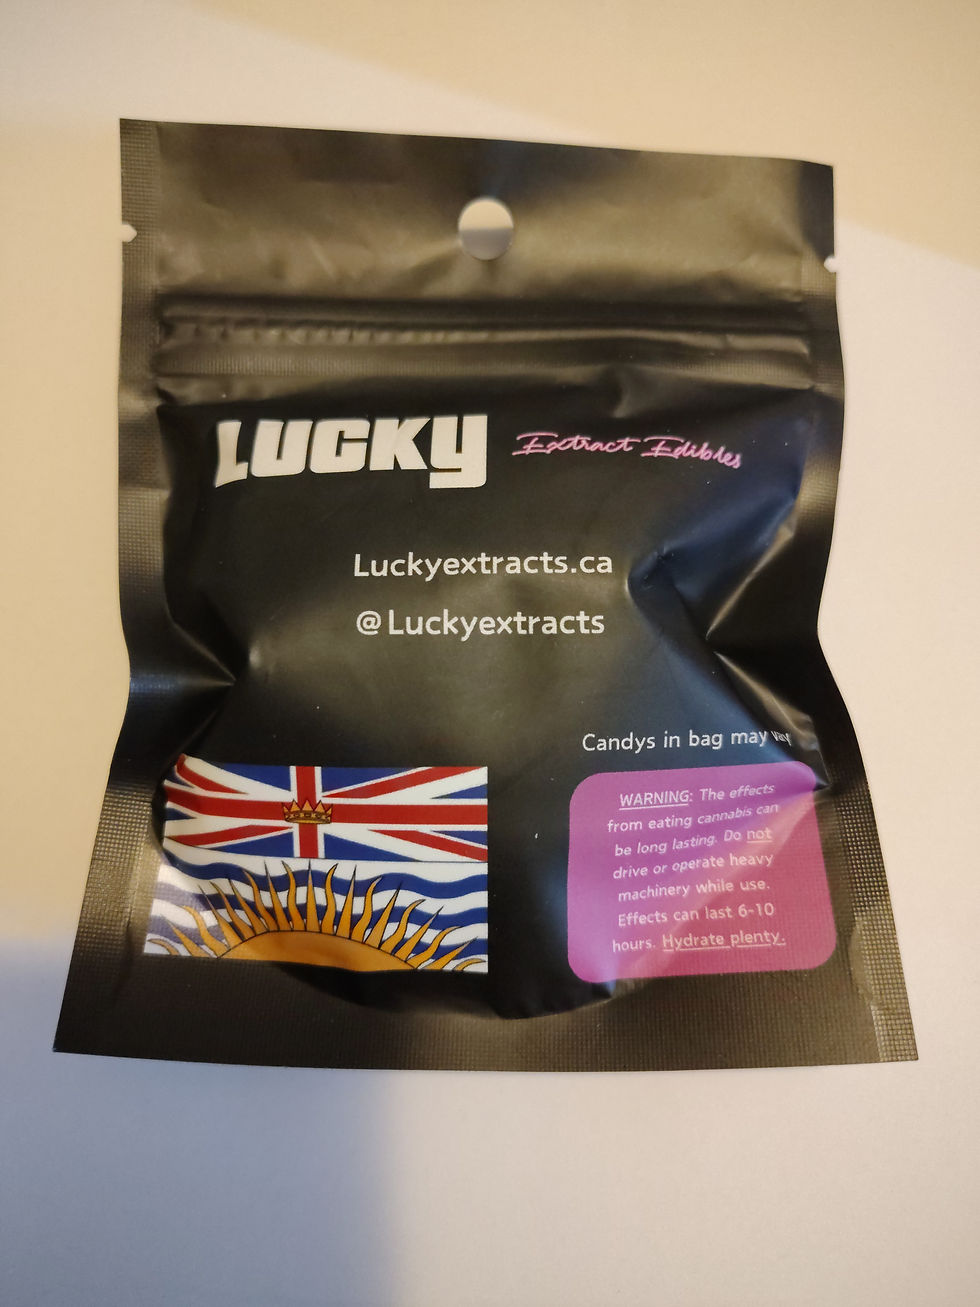 LUCKY Extract Edibles
Luckyextracts.ca
@Luckyextracts
Candys in bag may vary
WARNING: The effects
from eating cannabis can
be long lasting. Do not
drive or operate heavy
machinery while use.
Effects can last 6-10
hours. Hydrate plenty.